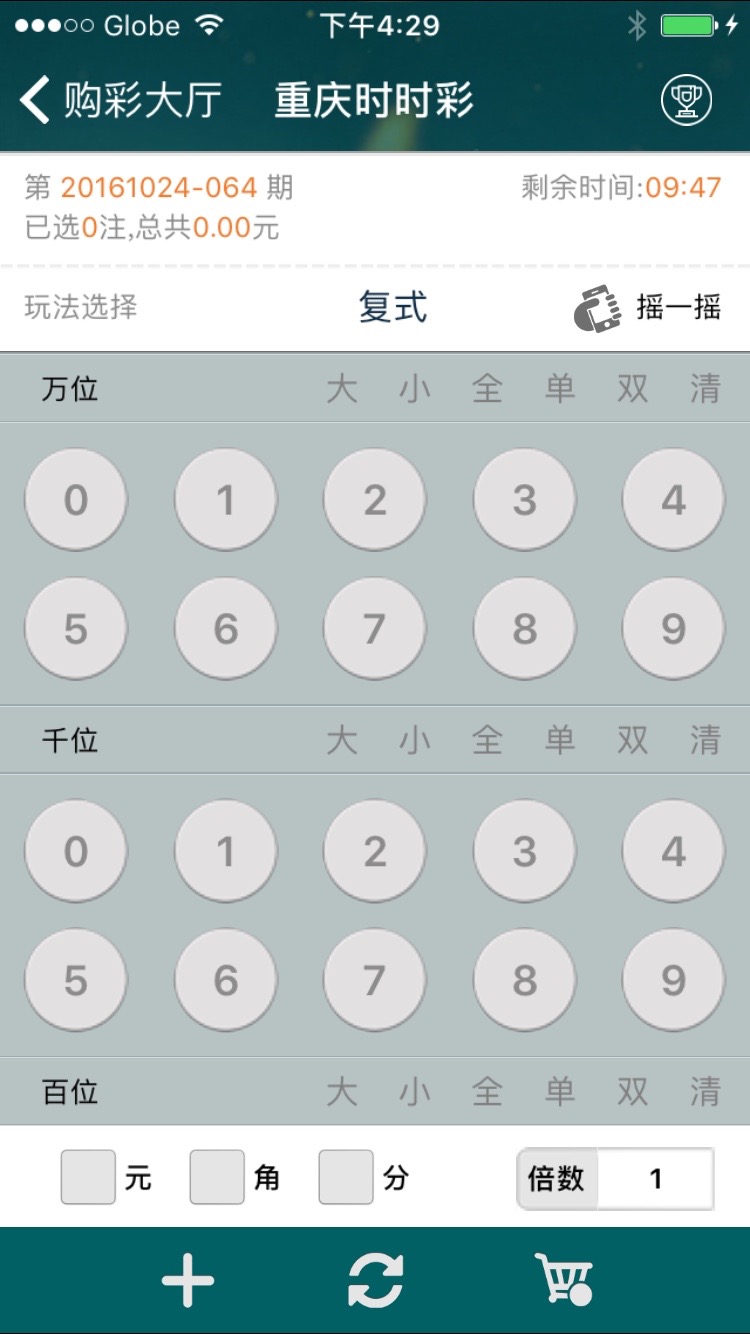 Globe 下午4:29
购彩大厅 重庆时时彩
第 20161024-064 期 剩余时间:09:47
已选0注,总共0.00元
玩法选择 复式 摇一摇
万位 大 小 全 单 双 清
0 1 2 3 4
5 6 7 8 9
千位 大 小 全 单 双 清
0 1 2 3 4
5 6 7 8 9
百位 大 小 全 单 双 清
元 角 分 倍数 1